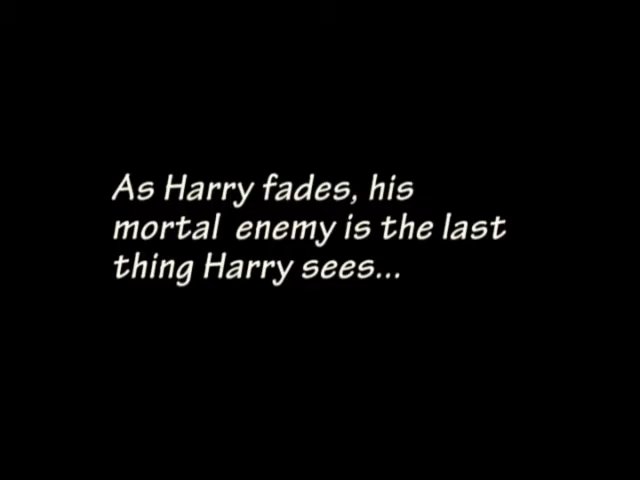 As Harry fades, his
mortal  enemy is the last
thing Harry sees...